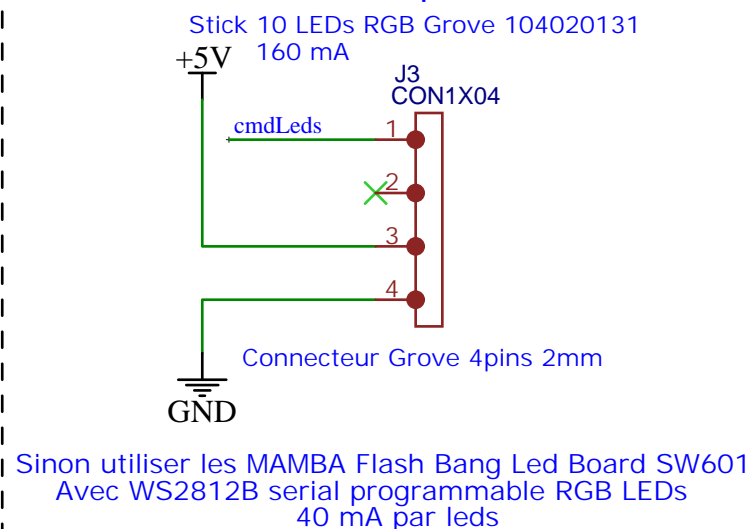 Stick 10 LEDs RGB Grove 104020131
160 mA
+5V
J3
CON1X04
cmdLeds
1
2
3
4
Connecteur Grove 4pins 2mm
GND
Sinon utiliser les MAMBA Flash Bang Led Board SW601
Avec WS2812B serial programmable RGB LEDs
40 mA par leds